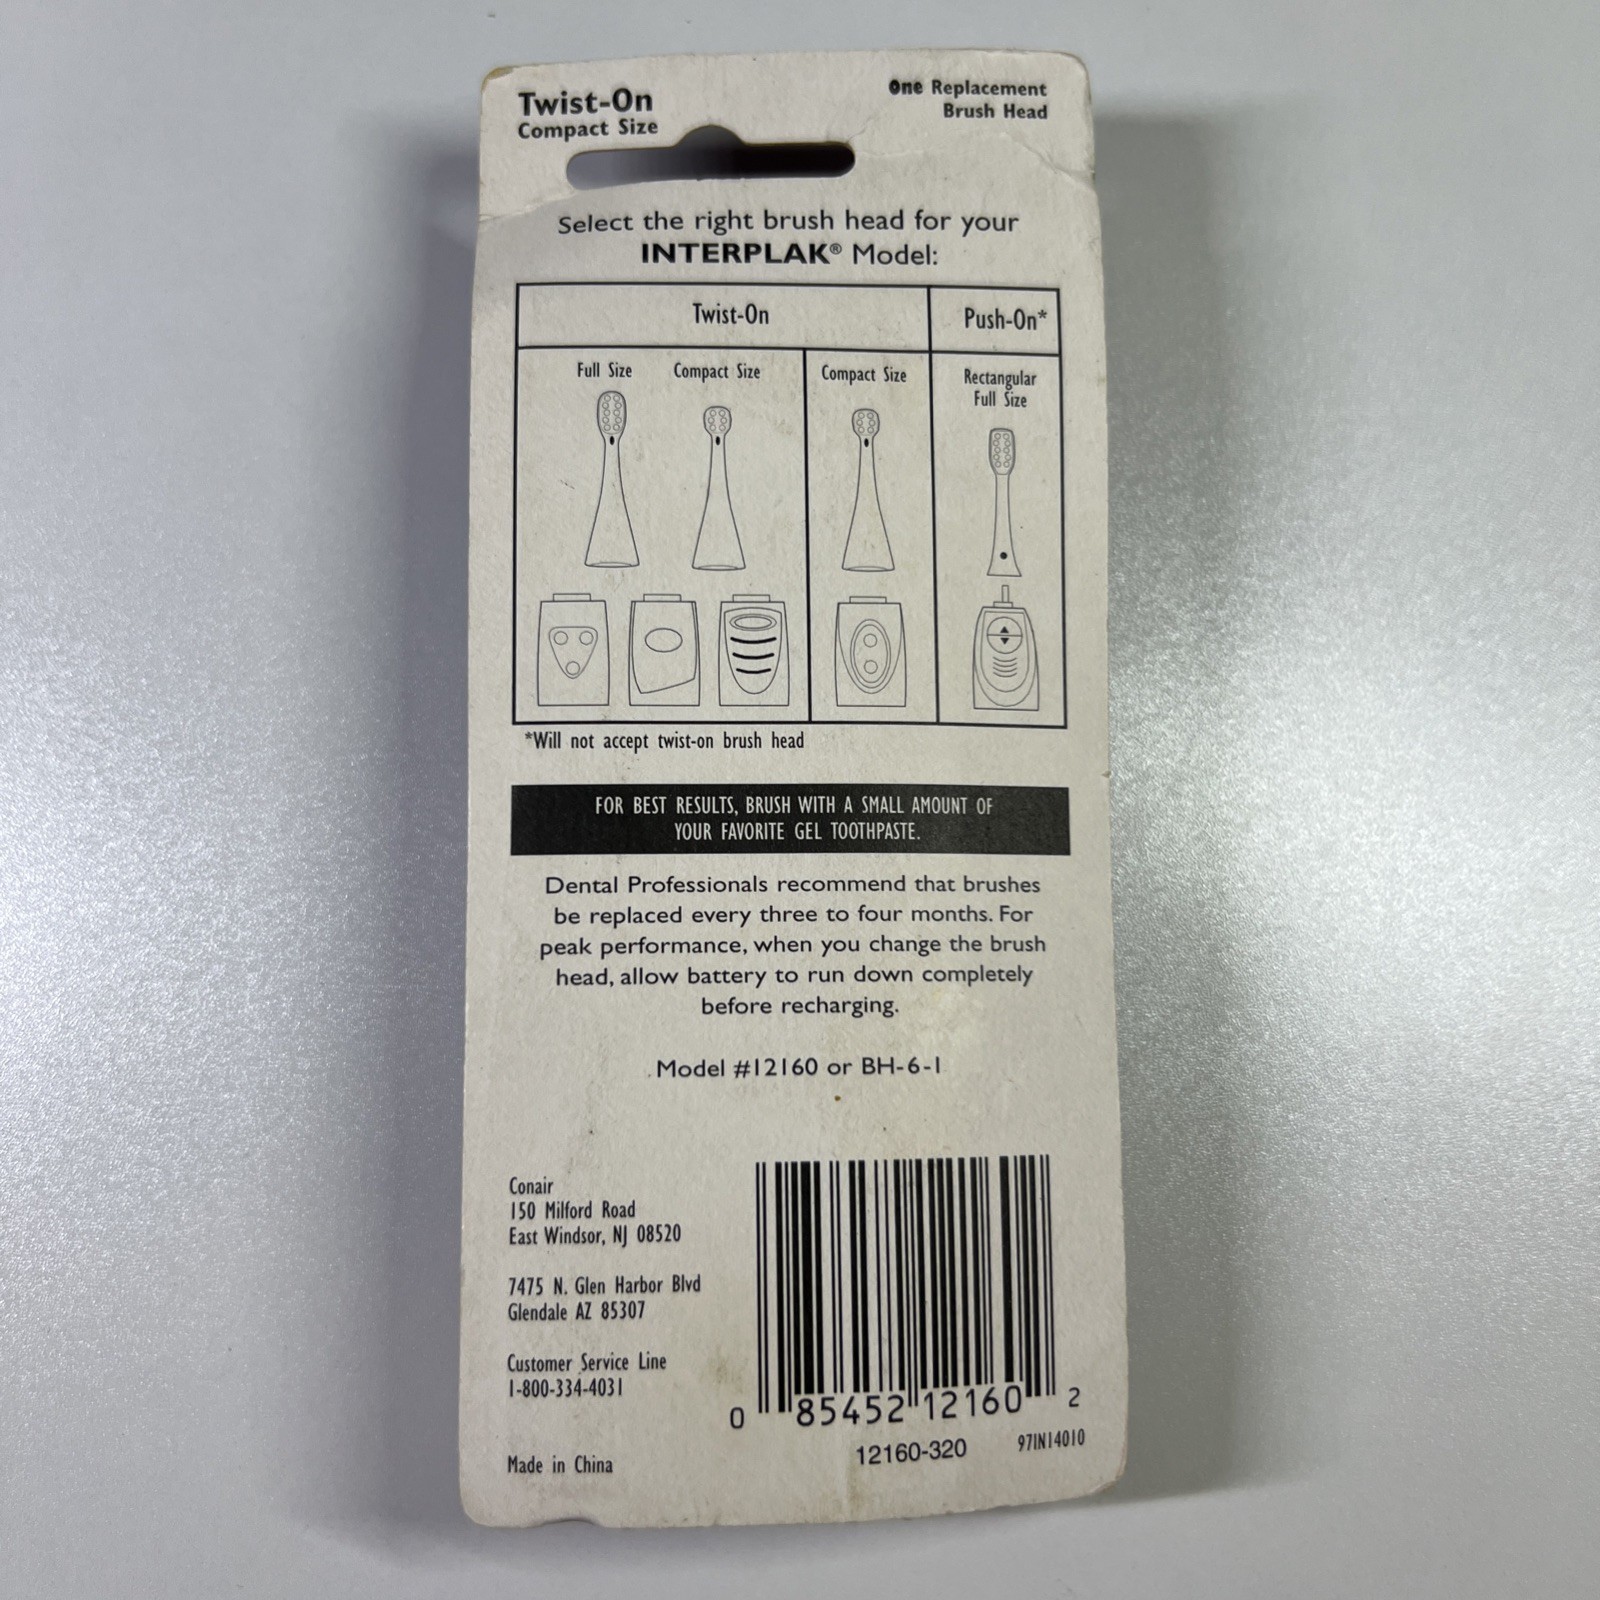 Twist-On
Compact Size
One Replacement
Brush Head
Select the right brush head for your
INTERPLAK® Model:
Twist-On
Push-On*
Full Size
Compact Size
Compact Size
Rectangular
Full Size
*Will not accept twist-on brush head
FOR BEST RESULTS, BRUSH WITH A SMALL AMOUNT OF
YOUR FAVORITE GEL TOOTHPASTE.
Dental Professionals recommend that brushes
be replaced every three to four months. For
peak performance, when you change the brush
head, allow battery to run down completely
before recharging.
Model #12160 or BH-6-1
Conair
150 Milford Road
East Windsor, NJ 08520
7475 N. Glen Harbor Blvd
Glendale AZ 85307
Customer Service Line
1-800-334-4031
Made in China
0 85452 12160 2
12160-320
97IN14010